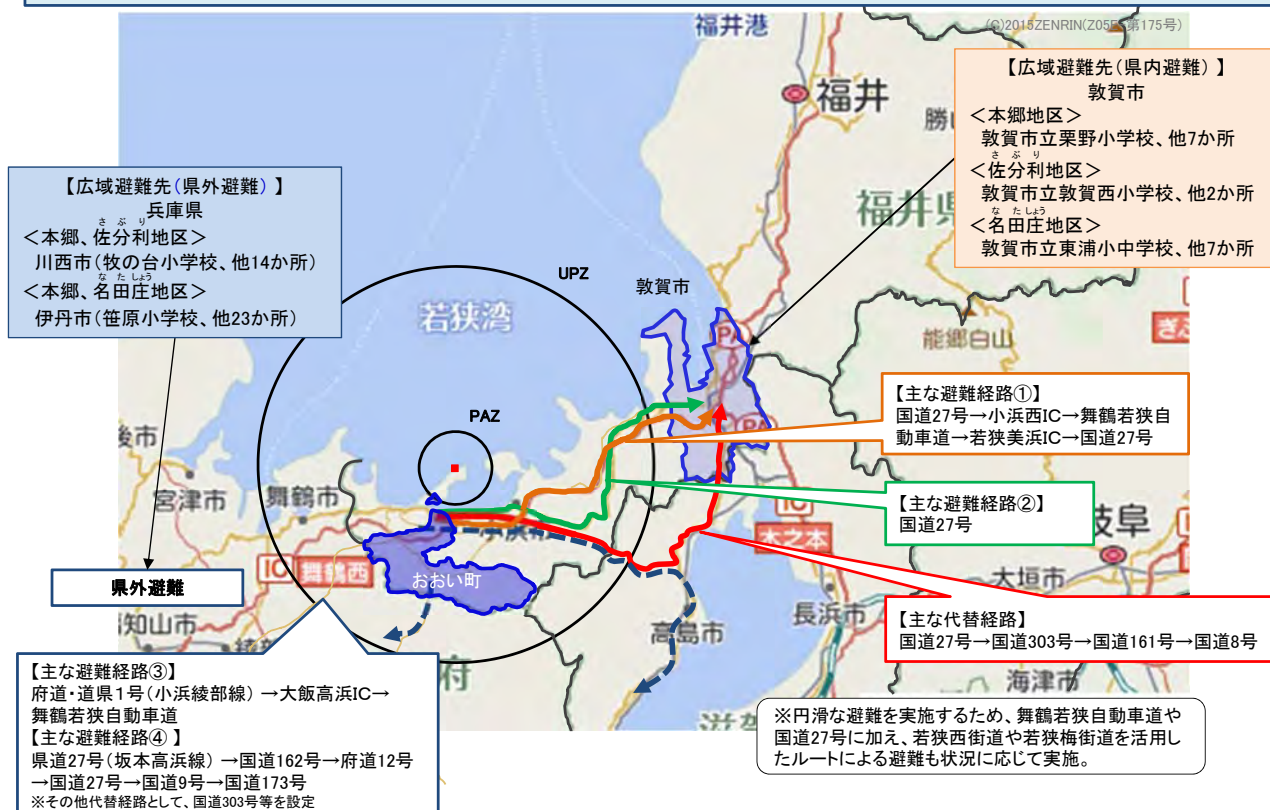 (C)2015ZENRIN(Z05E-第175号)
福井港
福井
勝山
【広域避難先(県内避難) 】
敦賀市
<本郷地区>
敦賀市立粟野小学校、他7か所
さぶり
<佐分利地区>
敦賀市立敦賀西小学校、他2か所
なたしょう
<名田庄地区>
敦賀市立東浦小中学校、他7か所
【広域避難先(県外避難) 】
兵庫県
さぶり
<本郷、佐分利地区>
川西市(牧の台小学校、他14か所)
なたしょう
<本郷、名田庄地区>
伊丹市(笹原小学校、他23か所)
福井県
UPZ
敦賀市
若狭湾
PA
能郷白山
ぎふ
PAZ
【主な避難経路①】
国道27号→小浜西IC→舞鶴若狭自
動車道→若狭美浜IC→国道27号
PA
後市
宮津市
舞鶴市
小浜市
【主な避難経路②】
国道27号
IC
木之本
岐阜
IC
舞鶴西
おおい町
大垣市
県外避難
長浜市
知山市
綾部
高島市
【主な代替経路】
国道27号→国道303号→国道161号→国道8号
府
海津市
滋賀
【主な避難経路③】
府道・道県1号(小浜綾部線) →大飯高浜IC→
舞鶴若狭自動車道
【主な避難経路④ 】
県道27号(坂本高浜線) →国道162号→府道12号
→国道27号→国道9号→国道173号
※その他代替経路として、国道303号等を設定
※円滑な避難を実施するため、舞鶴若狭自動車道や
国道27号に加え、若狭西街道や若狭梅街道を活用し
たルートによる避難も状況に応じて実施。